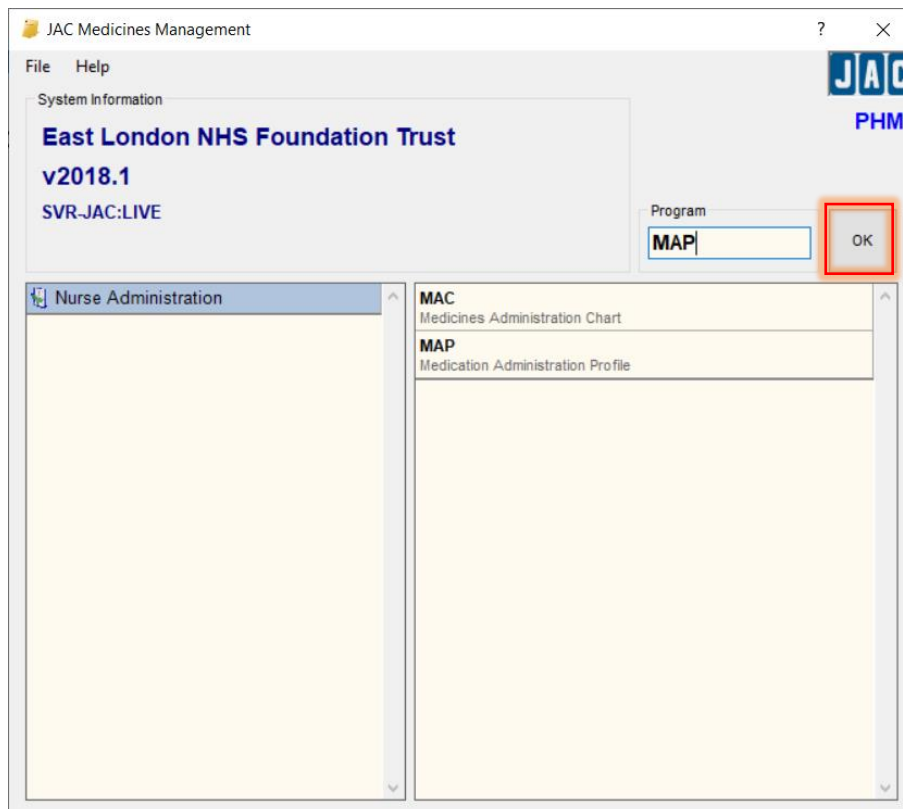 JAC Medicines Management
File Help
JAC
System Information
East London NHS Foundation Trust
v2018.1
SVR-JAC:LIVE
PHM
Program
MAP
OK
Nurse Administration
MAC
Medicines Administration Chart
MAP
Medication Administration Profile